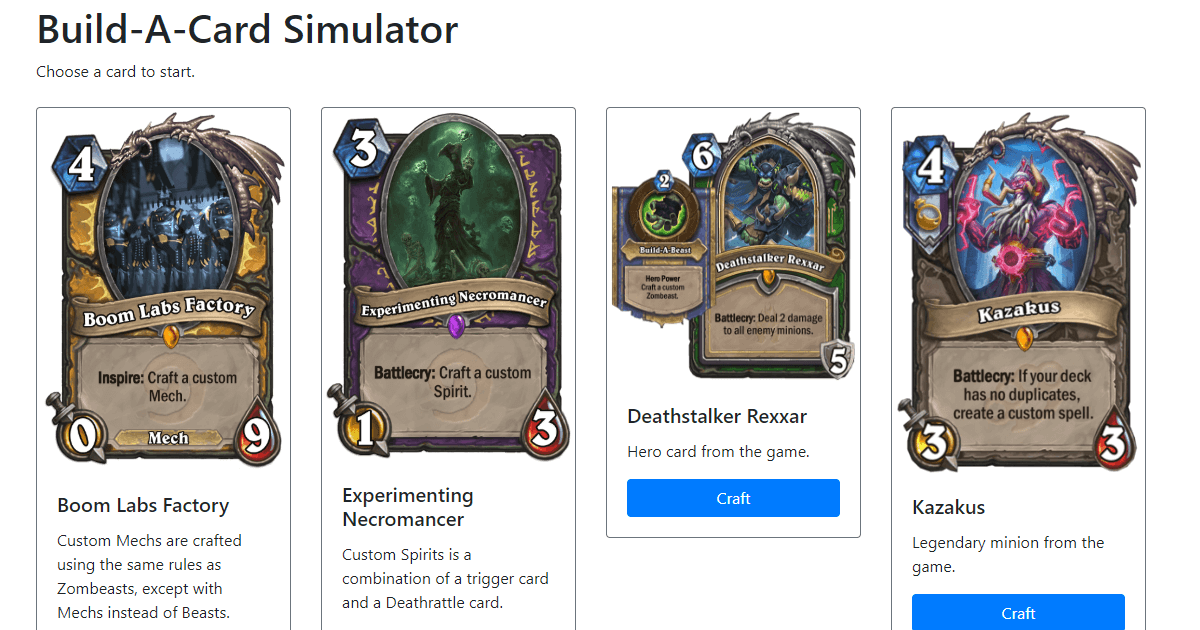 Build-A-Card Simulator
Choose a card to start.
4
Boom Labs Factory
Inspire: Craft a custom
Mech.
0
Mech
9
Boom Labs Factory
Custom Mechs are crafted
using the same rules as
Zombeasts, except with
Mechs instead of Beasts.
3
Experimenting Necromancer
Battlecry: Craft a custom
Spirit.
1
3
Experimenting
Necromancer
Custom Spirits is a
combination of a trigger card
and a Deathrattle card.
6
2
Build-A-Beast
Hero Power
Craft a custom
Zombeast.
Deathstalker Rexxar
Battlecry: Deal 2 damage
to all enemy minions.
5
Deathstalker Rexxar
Hero card from the game.
Craft
4
Kazakus
Battlecry: If your deck
has no duplicates,
create a custom spell.
3
3
Kazakus
Legendary minion from the
game.
Craft